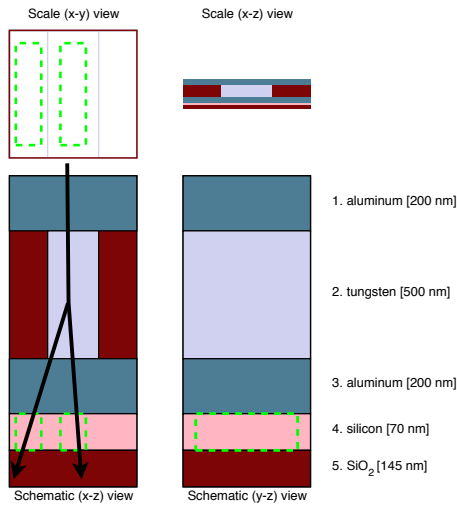 Scale (x-y) view
Scale (x-z) view
1. aluminum [200 nm]
2. tungsten [500 nm]
3. aluminum [200 nm]
4. silicon [70 nm]
5. SiO₂ [145 nm]
Schematic (x-z) view
Schematic (y-z) view